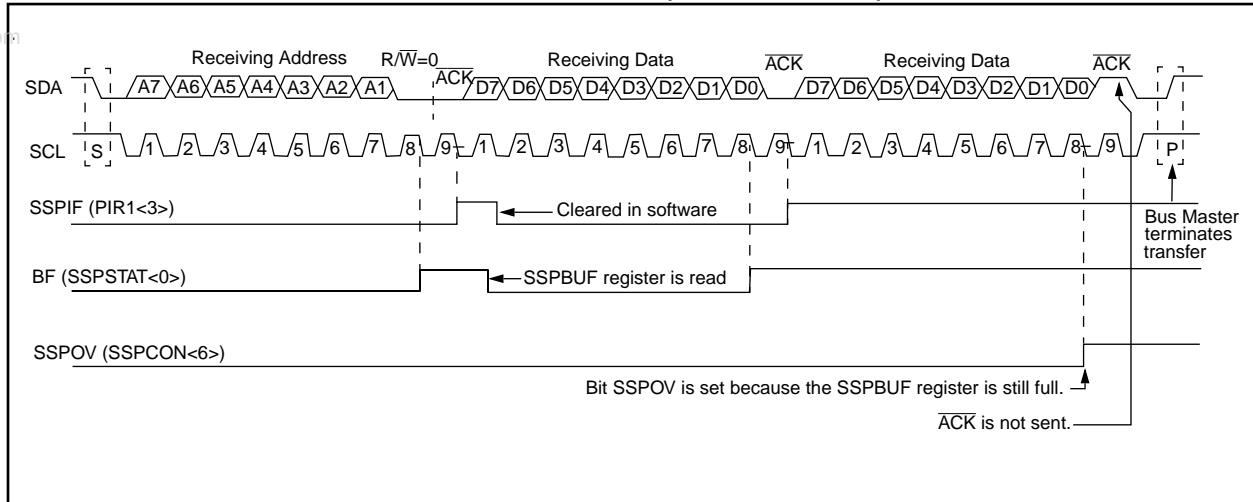 om
Receiving Address R/W=0 ACK Receiving Data ACK Receiving Data ACK
SDA A7 A6 A5 A4 A3 A2 A1 D7 D6 D5 D4 D3 D2 D1 D0 D7 D6 D5 D4 D3 D2 D1 D0
SCL S 1 2 3 4 5 6 7 8 9 1 2 3 4 5 6 7 8 9 1 2 3 4 5 6 7 8 9 P
SSPIF (PIR1<3>) Cleared in software
Bus Master
terminates
transfer
BF (SSPSTAT<0>) SSPBUF register is read
SSPOV (SSPCON<6>)
Bit SSPOV is set because the SSPBUF register is still full.
ACK is not sent.